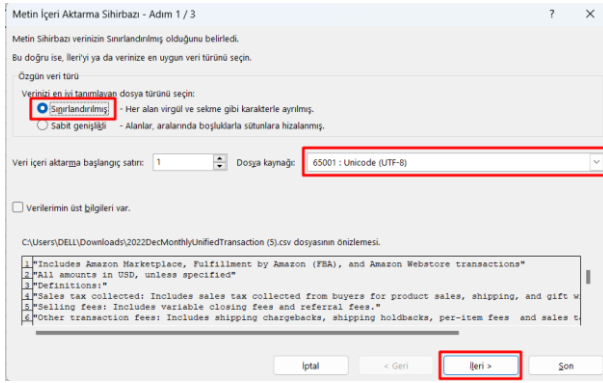 Metin İçeri Aktarma Sihirbazı - Adım 1 / 3
Metin Sihirbazı verinizin Sınırlandırılmış olduğunu belirledi.
Bu doğru ise, İleri'yi ya da verinize en uygun veri türünü seçin.
Özgün veri türü
Verinizi en iyi tanımlayan dosya türünü seçin:
Sınırlandırılmış - Her alan virgül ve sekme gibi karakterle ayrılmış.
Sabit genişlikli - Alanlar, aralarında boşluklarla sütunlara hizalanmış.
Veri içeri aktarma başlangıç satırı: 1 Dosya kaynağı: 65001 : Unicode (UTF-8)
Verilerimin üst bilgileri var.
C:\Users\DELL\Downloads\2022DecMonthlyUnifiedTransaction (5).csv dosyasının önizlemesi.
1 "Includes Amazon Marketplace, Fulfillment by Amazon (FBA), and Amazon Webstore transactions"
2 "All amounts in USD, unless specified"
3 "Definitions:"
4 "Sales tax collected: Includes sales tax collected from buyers for product sales, shipping, and gift w
5 "Selling fees: Includes variable closing fees and referral fees."
6 "Other transaction fees: Includes shipping chargebacks, shipping holdbacks, per-item fees and sales t
İptal < Geri İleri > Son